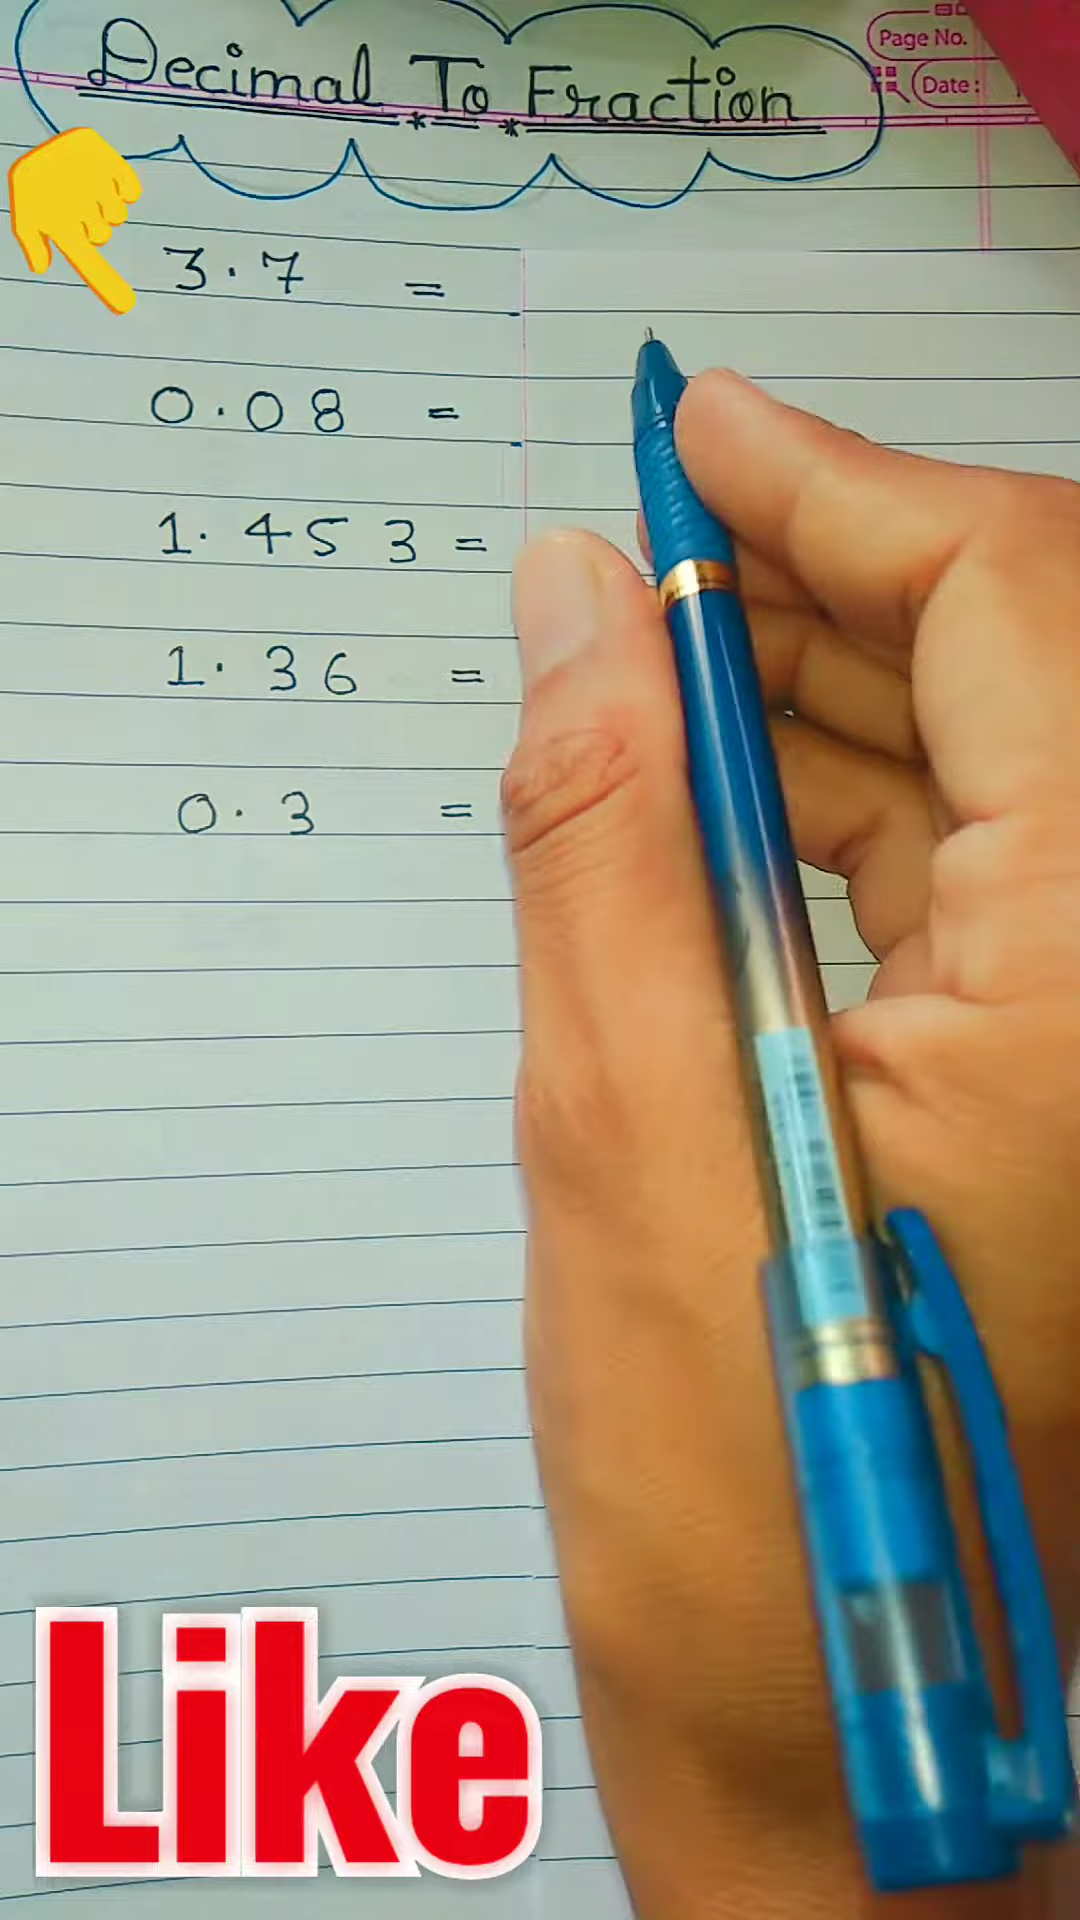 Page No.
Date:
Decimal To Fraction
3.7 =
0.08 =
1.453 =
1.36 =
0.3 =
Like